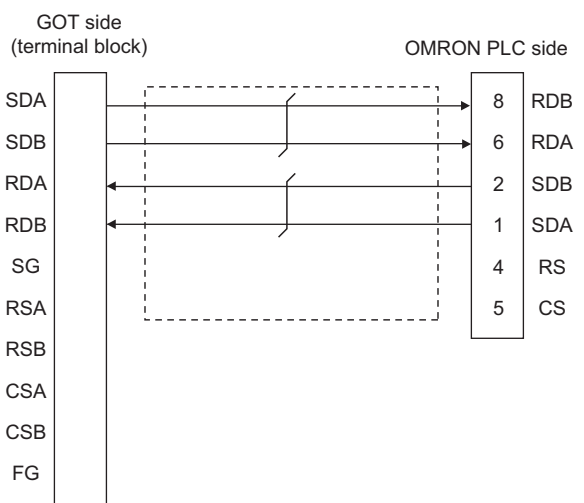 GOT side
(terminal block)
OMRON PLC side
SDA 8 RDB
SDB 6 RDA
RDA 2 SDB
RDB 1 SDA
SG 4 RS
RSA 5 CS
RSB
CSA
CSB
FG